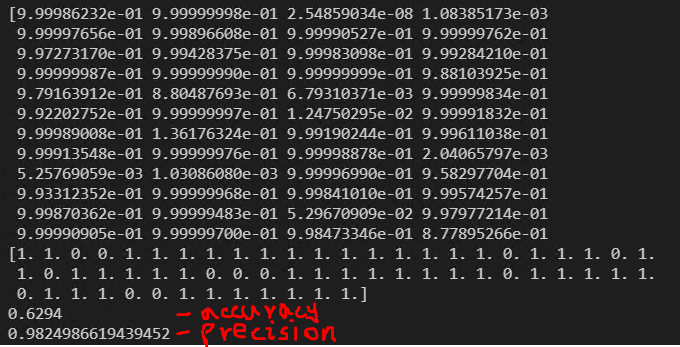 [9.99986232e-01 9.99999998e-01 2.54859034e-08 1.08385173e-03
9.99997656e-01 9.99896608e-01 9.99990527e-01 9.99999762e-01
9.97273170e-01 9.99428375e-01 9.99983098e-01 9.99284210e-01
9.99999987e-01 9.99999990e-01 9.99999999e-01 9.88103925e-01
9.79163912e-01 8.80487693e-01 6.79310371e-03 9.99999834e-01
9.92202752e-01 9.99999997e-01 1.24750295e-02 9.99991832e-01
9.99989008e-01 1.36176324e-01 9.99190244e-01 9.99611038e-01
9.99913548e-01 9.99999976e-01 9.99998878e-01 2.04065797e-03
5.25769059e-03 1.03086080e-03 9.99996990e-01 9.58297704e-01
9.93312352e-01 9.99999968e-01 9.99841010e-01 9.99574257e-01
9.99870362e-01 9.99999483e-01 5.29670909e-02 9.97977214e-01
9.99990905e-01 9.99999700e-01 9.98473346e-01 8.77895266e-01
[1. 1. 0. 0. 1. 1. 1. 1. 1. 1. 1. 1. 1. 1. 1. 1. 1. 1. 0. 1. 1. 1. 0. 1.
1. 0. 1. 1. 1. 1. 1. 0. 0. 0. 1. 1. 1. 1. 1. 1. 1. 1. 1. 0. 1. 1. 1. 1. 1.
0. 1. 1. 1. 0. 0. 1. 1. 1. 1. 1. 1. 1. 1.]
0.6294 - accuracy
0.9824986619439452 - Precision